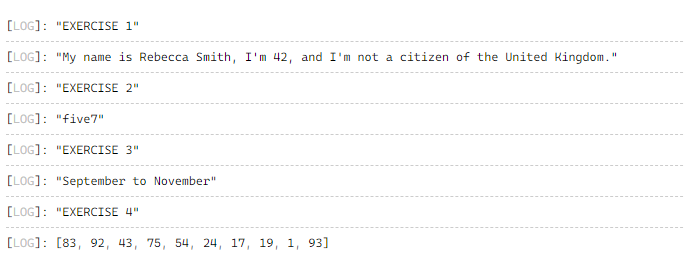 [LOG]: "EXERCISE 1"
[LOG]: "My name is Rebecca Smith, I'm 42, and I'm not a citizen of the United Kingdom."
[LOG]: "EXERCISE 2"
[LOG]: "five7"
[LOG]: "EXERCISE 3"
[LOG]: "September to November"
[LOG]: "EXERCISE 4"
[LOG]: [83, 92, 43, 75, 54, 24, 17, 19, 1, 93]